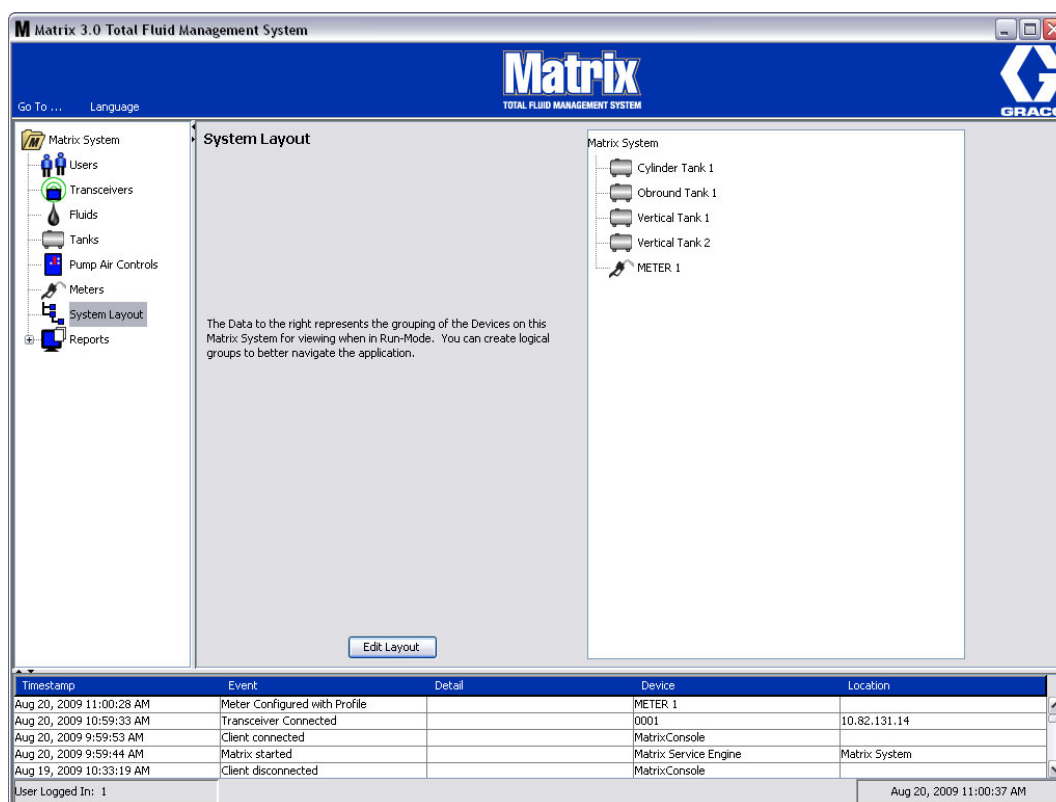 M Matrix 3.0 Total Fluid Management System
Matrix
TOTAL FLUID MANAGEMENT SYSTEM
GRACO
Go To ... Language
Matrix System
Users
Transceivers
Fluids
Tanks
Pump Air Controls
Meters
System Layout
Reports
System Layout
The Data to the right represents the grouping of the Devices on this
Matrix System for viewing when in Run-Mode. You can create logical
groups to better navigate the application.
Edit Layout
Matrix System
Cylinder Tank 1
Obround Tank 1
Vertical Tank 1
Vertical Tank 2
METER 1
Timestamp Event Detail Device Location
Aug 20, 2009 11:00:28 AM Meter Configured with Profile METER 1
Aug 20, 2009 10:59:33 AM Transceiver Connected 0001 10.82.131.14
Aug 20, 2009 9:59:53 AM Client connected MatrixConsole
Aug 20, 2009 9:59:44 AM Matrix started Matrix Service Engine Matrix System
Aug 19, 2009 10:33:19 AM Client disconnected MatrixConsole
User Logged In: 1 Aug 20, 2009 11:00:37 AM